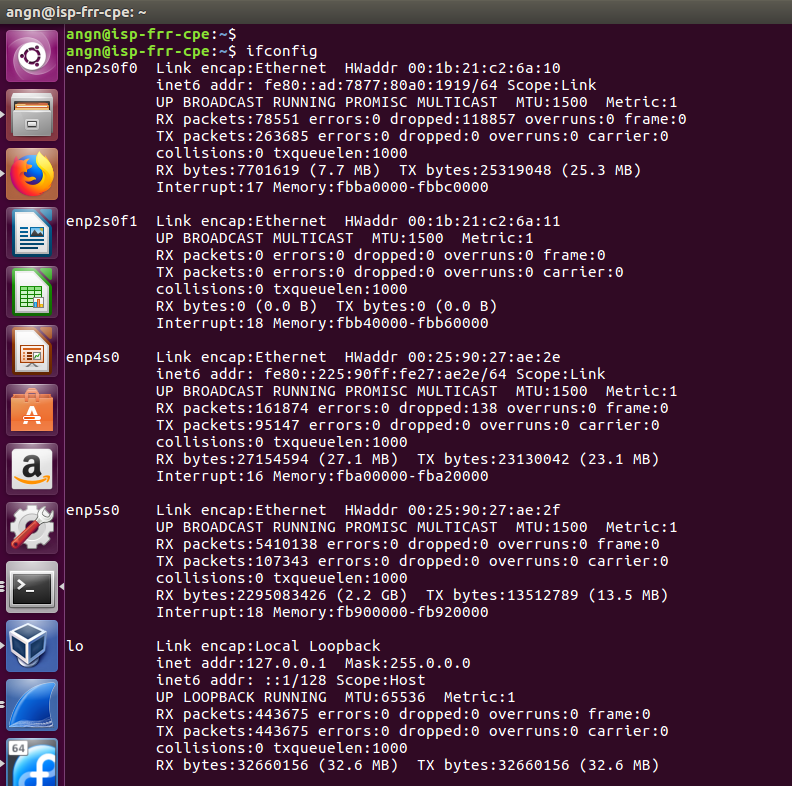 angn@isp-frr-cpe: ~
angn@isp-frr-cpe:~$
angn@isp-frr-cpe:~$ ifconfig
enp2s0f0  Link encap:Ethernet  HWaddr 00:1b:21:c2:6a:10
          inet6 addr: fe80::ad:7877:80a0:1919/64 Scope:Link
          UP BROADCAST RUNNING PROMISC MULTICAST  MTU:1500  Metric:1
          RX packets:78551 errors:0 dropped:118857 overruns:0 frame:0
          TX packets:263685 errors:0 dropped:0 overruns:0 carrier:0
          collisions:0 txqueuelen:1000
          RX bytes:7701619 (7.7 MB)  TX bytes:25319048 (25.3 MB)
          Interrupt:17 Memory:fbba0000-fbbc0000
enp2s0f1  Link encap:Ethernet  HWaddr 00:1b:21:c2:6a:11
          UP BROADCAST MULTICAST  MTU:1500  Metric:1
          RX packets:0 errors:0 dropped:0 overruns:0 frame:0
          TX packets:0 errors:0 dropped:0 overruns:0 carrier:0
          collisions:0 txqueuelen:1000
          RX bytes:0 (0.0 B)  TX bytes:0 (0.0 B)
          Interrupt:18 Memory:fbb40000-fbb60000
enp4s0    Link encap:Ethernet  HWaddr 00:25:90:27:ae:2e
          inet6 addr: fe80::225:90ff:fe27:ae2e/64 Scope:Link
          UP BROADCAST RUNNING PROMISC MULTICAST  MTU:1500  Metric:1
          RX packets:161874 errors:0 dropped:138 overruns:0 frame:0
          TX packets:95147 errors:0 dropped:0 overruns:0 carrier:0
          collisions:0 txqueuelen:1000
          RX bytes:27154594 (27.1 MB)  TX bytes:23130042 (23.1 MB)
          Interrupt:16 Memory:fba00000-fba20000
enp5s0    Link encap:Ethernet  HWaddr 00:25:90:27:ae:2f
          UP BROADCAST RUNNING PROMISC MULTICAST  MTU:1500  Metric:1
          RX packets:5410138 errors:0 dropped:0 overruns:0 frame:0
          TX packets:107343 errors:0 dropped:0 overruns:0 carrier:0
          collisions:0 txqueuelen:1000
          RX bytes:2295083426 (2.2 GB)  TX bytes:13512789 (13.5 MB)
          Interrupt:18 Memory:fb900000-fb920000
lo        Link encap:Local Loopback
          inet addr:127.0.0.1  Mask:255.0.0.0
          inet6 addr: ::1/128 Scope:Host
          UP LOOPBACK RUNNING  MTU:65536  Metric:1
          RX packets:443675 errors:0 dropped:0 overruns:0 frame:0
          TX packets:443675 errors:0 dropped:0 overruns:0 carrier:0
          collisions:0 txqueuelen:1000
          RX bytes:32660156 (32.6 MB)  TX bytes:32660156 (32.6 MB)
A
a
>_
64